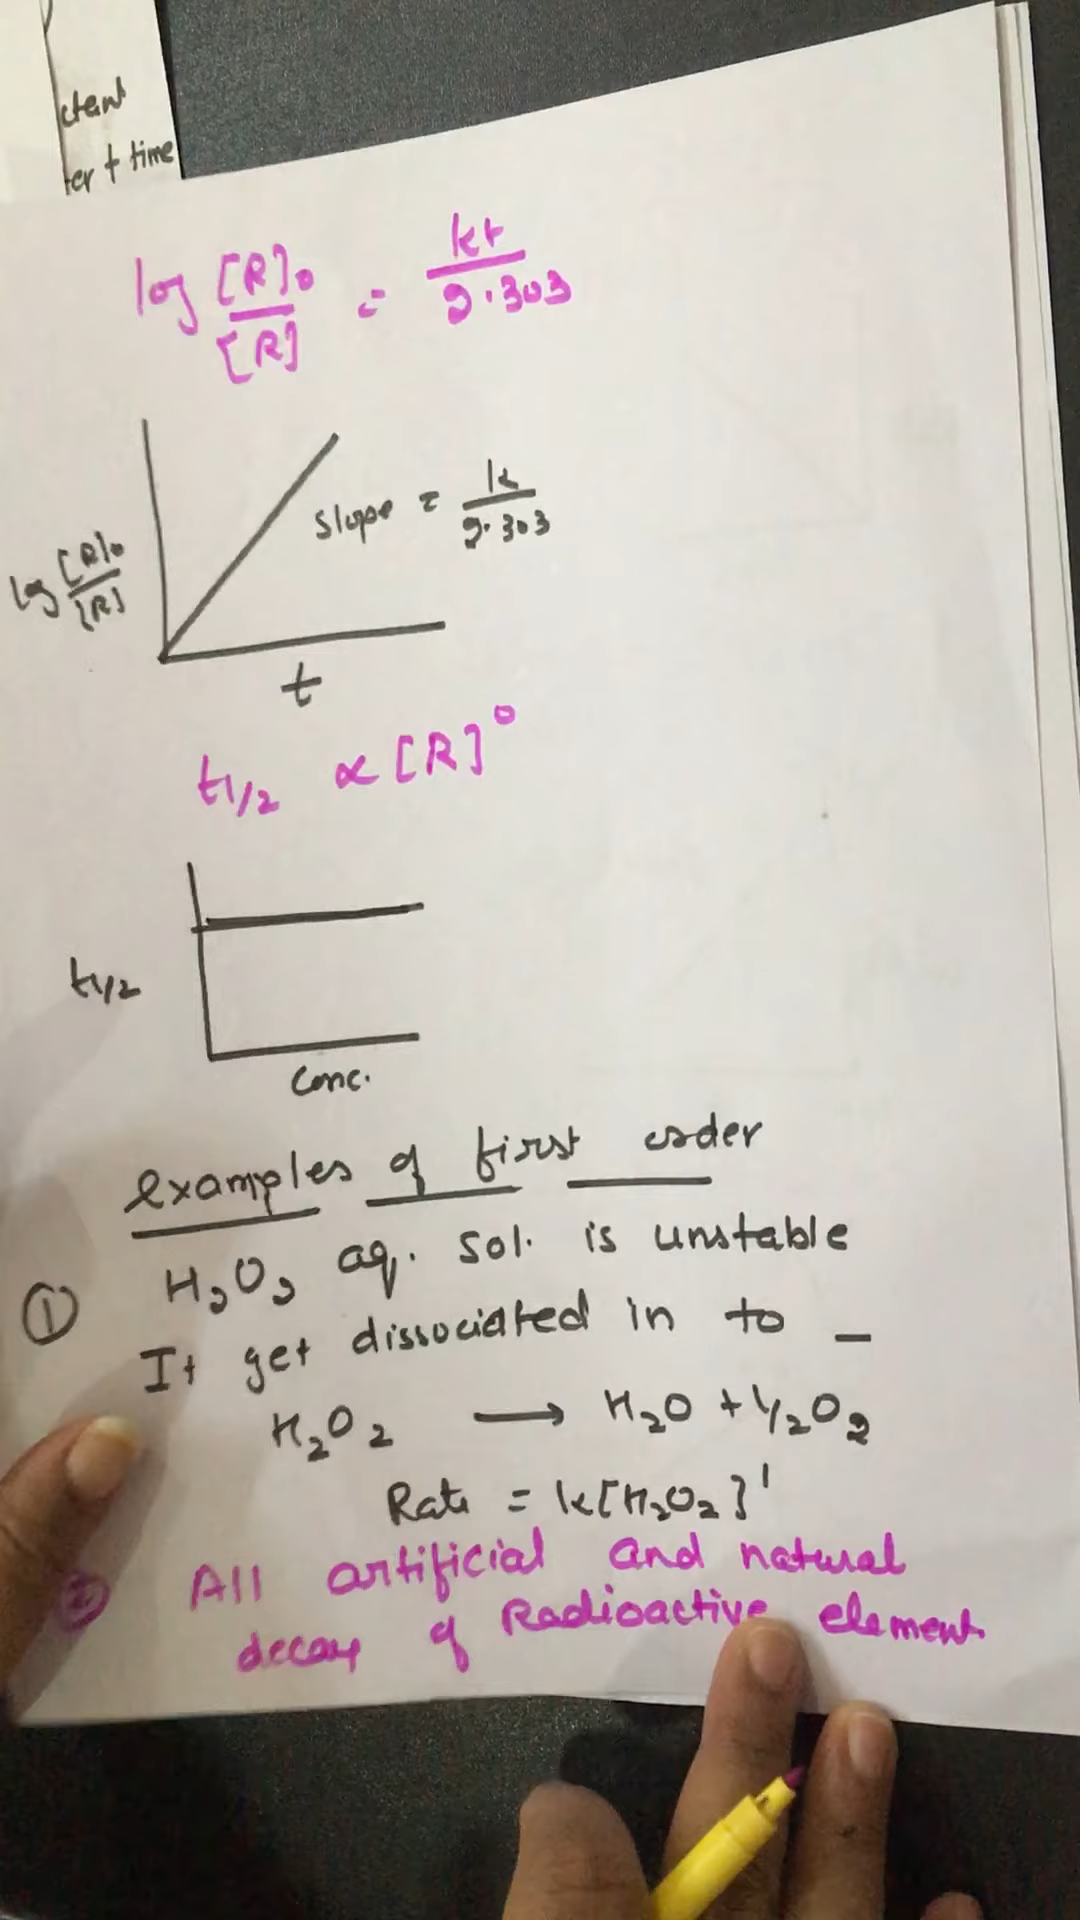 ctant
ter t time
log [R]₀/[R] = kt/2.303
log [R]₀/[R]
slope = k/2.303
t
t1/2 ∝ [R]⁰
t1/2
Conc.
examples of first order
① H₂O₂ aq. sol. is unstable
It get dissociated in to _
H₂O₂ ⟶ H₂O + 1/2O₂
Rate = k[H₂O₂]¹
② All artificial and natural
decay of Radioactive element